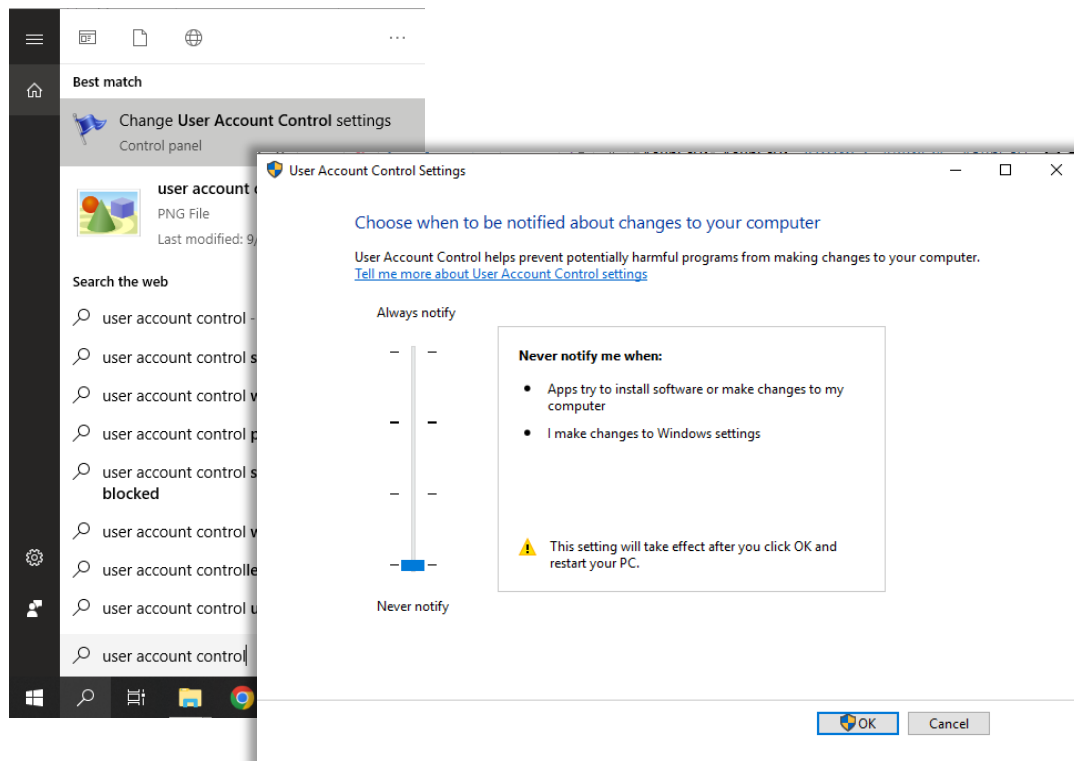 Best match
Change User Account Control settings
Control panel
user account
PNG File
Last modified: 9/
Search the web
user account control -
user account control s
user account control w
user account control p
user account control s
blocked
user account control w
user account controlle
user account control u
user account control
User Account Control Settings
Choose when to be notified about changes to your computer
User Account Control helps prevent potentially harmful programs from making changes to your computer.
Tell me more about User Account Control settings
Always notify
Never notify me when:
Apps try to install software or make changes to my
computer
I make changes to Windows settings
This setting will take effect after you click OK and
restart your PC.
Never notify
OK
Cancel